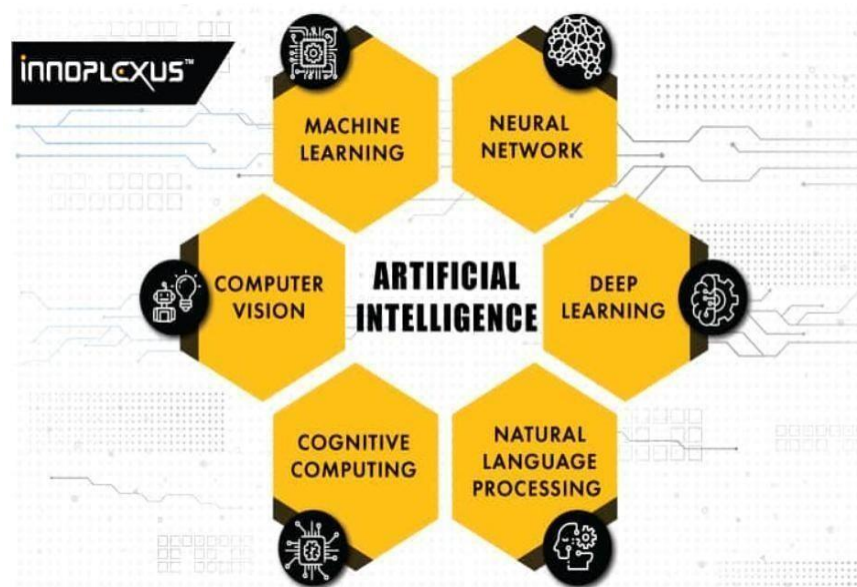 INNOPLEXUS™
MACHINE
LEARNING
NEURAL
NETWORK
COMPUTER
VISION
ARTIFICIAL
INTELLIGENCE
DEEP
LEARNING
COGNITIVE
COMPUTING
NATURAL
LANGUAGE
PROCESSING